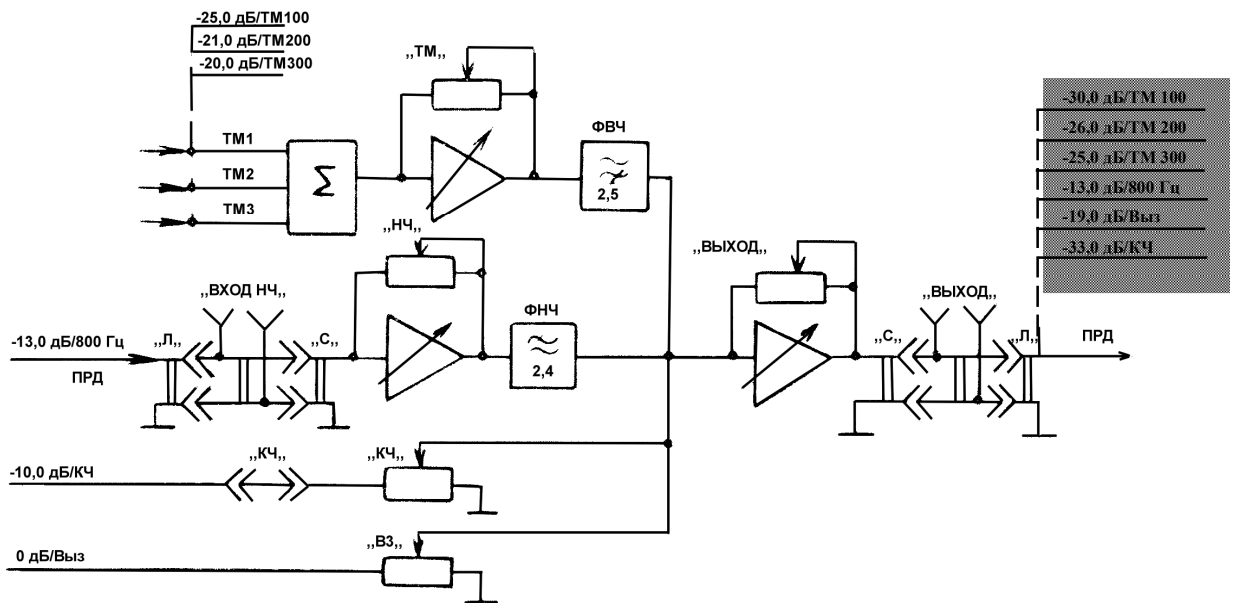 -25,0 дБ/ТМ100
-21,0 дБ/ТМ200
-20,0 дБ/ТМ300
„ТМ„
ТМ1
ТМ2
ТМ3
Σ
ФВЧ
2,5
-30,0 дБ/ТМ 100
-26,0 дБ/ТМ 200
-25,0 дБ/ТМ 300
-13,0 дБ/800 Гц
-19,0 дБ/Выз
-33,0 дБ/КЧ
„НЧ„
„ВЫХОД„
„ВХОД НЧ„
„ВЫХОД„
-13,0 дБ/800 Гц
„Л„
„С„
ФНЧ
2,4
„С„
„Л„
ПРД
ПРД
-10,0 дБ/КЧ
„КЧ„
„КЧ„
0 дБ/Выз
„ВЗ„